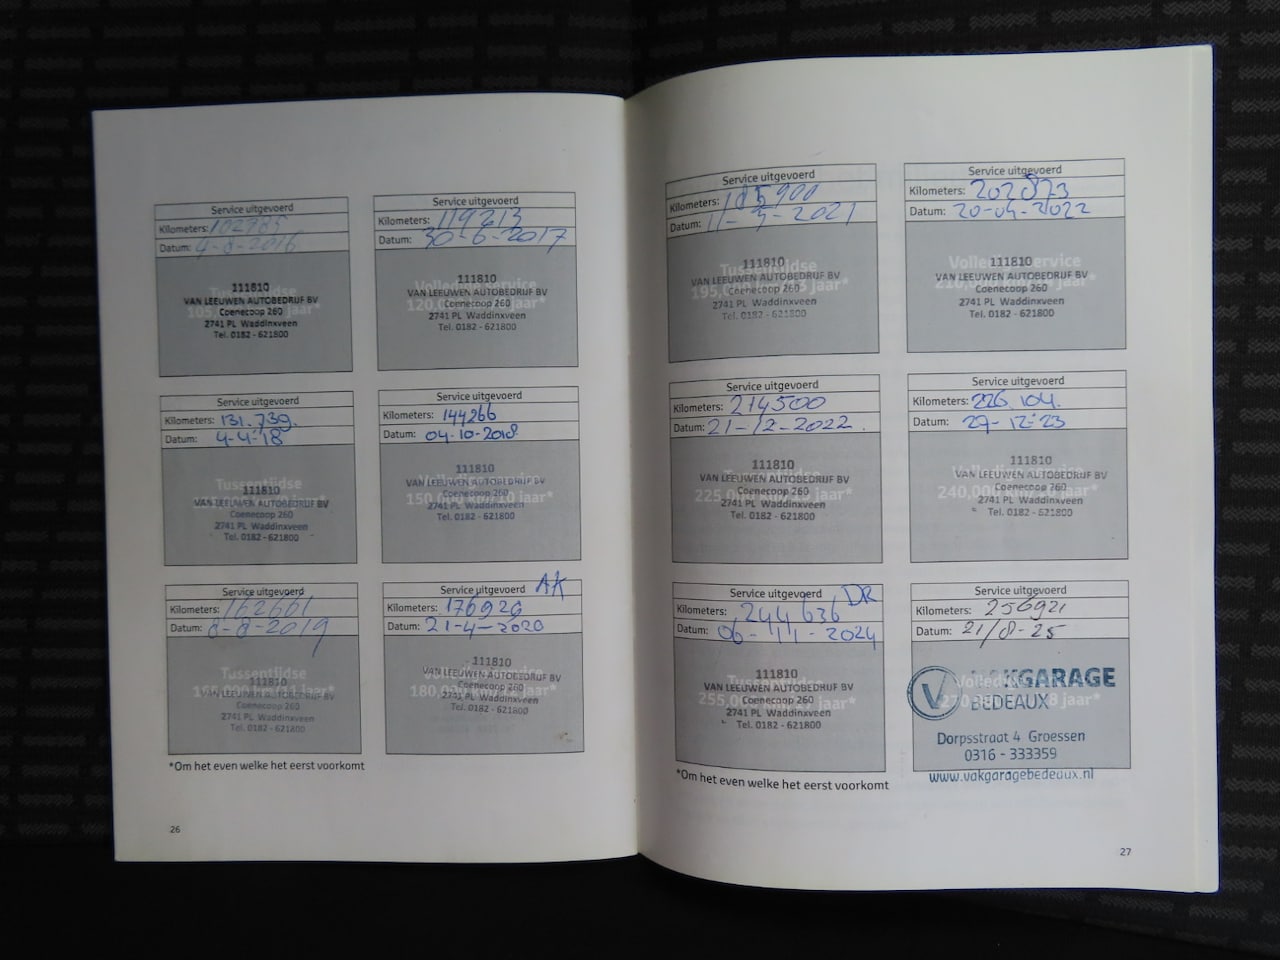 Service uitgevoerd
Kilometers:
Datum: 4-8-2016
Tussentijdse
111810
VAN LEEUWEN AUTOBEDRIJF BV
Coenecoop 260
2741 PL Waddinxveen
Tel. 0182 - 621800
Service uitgevoerd
Kilometers: 119213
Datum: 30-6-2017
111810
VAN LEEUWEN AUTOBEDRIJF BV
Coenecoop 260
2741 PL Waddinxveen
Tel. 0182 - 621800
Service uitgevoerd
Kilometers: 131.739.
Datum: 4-4-'18
Tussentijdse
111810
VAN LEEUWEN AUTOBEDRIJF BV
Coenecoop 260
2741 PL Waddinxveen
Tel. 0182 - 621800
Service uitgevoerd
Kilometers: 144266
Datum: 04-10-2018
111810
VAN LEEUWEN AUTOBEDRIJF BV
Coenecoop 260
2741 PL Waddinxveen
Tel. 0182 - 621800
Service uitgevoerd
Kilometers: 162661
Datum: 8-8-2019
Tussentijdse
111810
VAN LEEUWEN AUTOBEDRIJF BV
Coenecoop 260
2741 PL Waddinxveen
Tel. 0182 - 621800
Service uitgevoerd AK
Kilometers: 176926
Datum: 21-4-2020
111810
VAN LEEUWEN AUTOBEDRIJF BV
Coenecoop 260
2741 PL Waddinxveen
Tel. 0182 - 621800
*Om het even welke het eerst voorkomt
26
Service uitgevoerd
Kilometers: 185900
Datum: 11-3-2021
Tussentijdse
111810
VAN LEEUWEN AUTOBEDRIJF BV
Coenecoop 260
2741 PL Waddinxveen
Tel. 0182 - 621800
Service uitgevoerd
Kilometers: 202873
Datum: 20-04-2022
111810
VAN LEEUWEN AUTOBEDRIJF BV
Coenecoop 260
2741 PL Waddinxveen
Tel. 0182 - 621800
Service uitgevoerd
Kilometers: 214500
Datum: 21-12-2022.
Tussentijdse
111810
VAN LEEUWEN AUTOBEDRIJF BV
Coenecoop 260
2741 PL Waddinxveen
Tel. 0182 - 621800
Service uitgevoerd
Kilometers: 226.104.
Datum: 27-12-23
111810
VAN LEEUWEN AUTOBEDRIJF BV
Coenecoop 260
2741 PL Waddinxveen
Tel. 0182 - 621800
Service uitgevoerd DR
Kilometers: 244636
Datum: 06-11-2024
Tussentijdse
111810
VAN LEEUWEN AUTOBEDRIJF BV
Coenecoop 260
2741 PL Waddinxveen
Tel. 0182 - 621800
Service uitgevoerd
Kilometers: 256921
Datum: 21/8-25
VAKGARAGE
BEDEAUX
Dorpsstraat 4 Groessen
0316 - 333359
www.vakgaragebedeaux.nl
*Om het even welke het eerst voorkomt
27